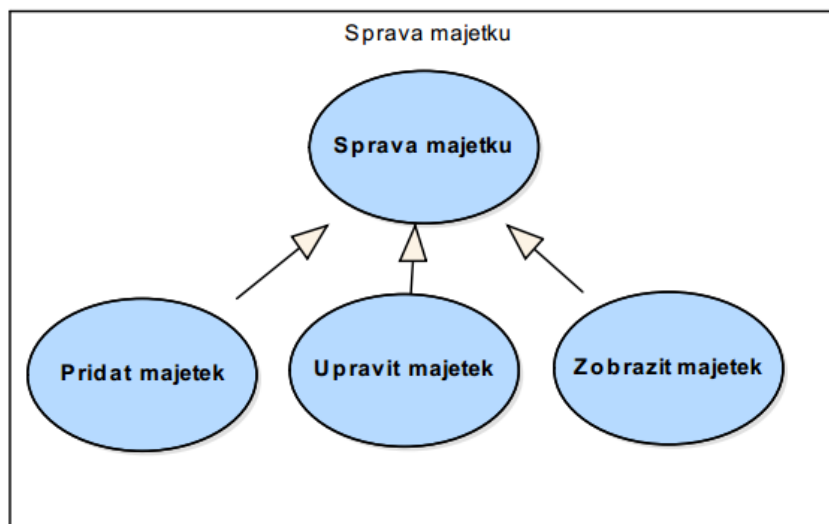 Sprava majetku
Sprava majetku
Pridat majetek
Upravit majetek
Zobrazit majetek